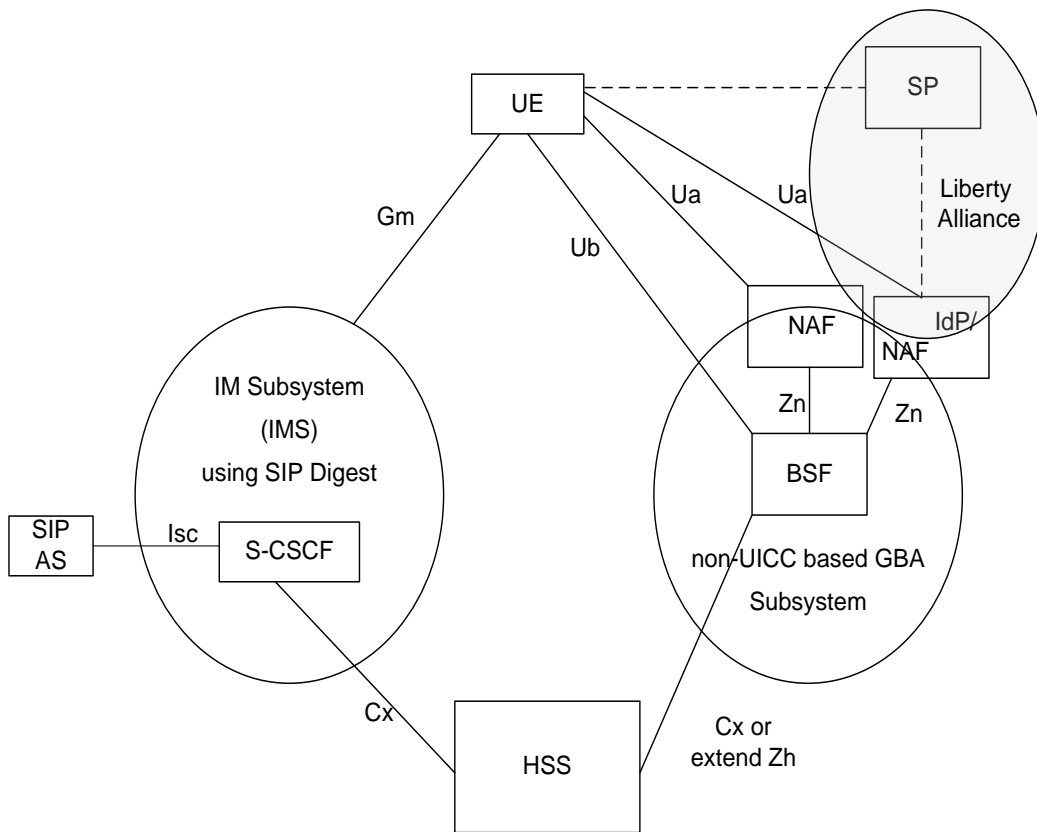 UE
SP
Liberty
Alliance
Gm
Ub
Ua
Ua
NAF
IdP/
NAF
IM Subsystem
(IMS)
using SIP Digest
Zn
Zn
BSF
SIP
AS
Isc
S-CSCF
non-UICC based GBA
Subsystem
Cx
HSS
Cx or
extend Zh